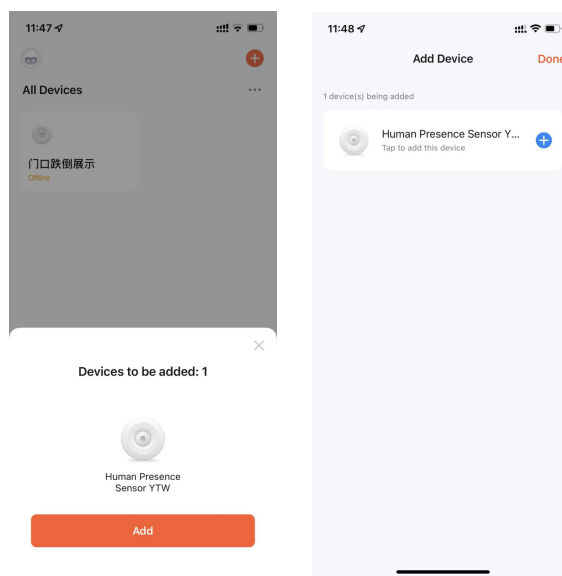 11:47
All Devices
...
门口跌倒展示
Offline
Devices to be added: 1
Human Presence
Sensor YTW
Add
11:48
Add Device
Done
1 device(s) being added
Human Presence Sensor Y...
Tap to add this device